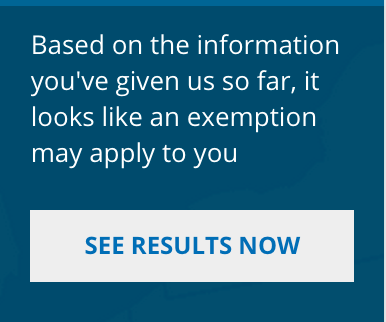 Based on the information
you've given us so far, it
looks like an exemption
may apply to you
SEE RESULTS NOW